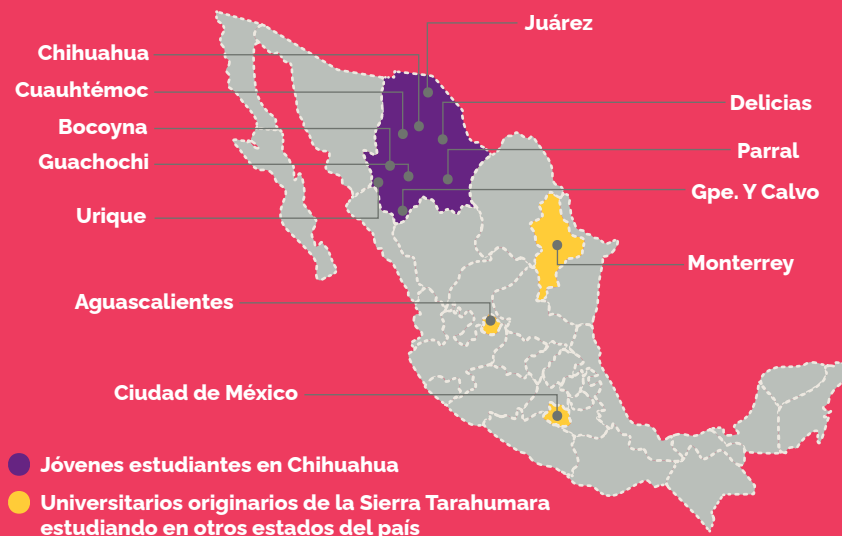 Juárez
Chihuahua
Cuauhtémoc
Delicias
Bocoyna
Parral
Guachochi
Gpe. Y Calvo
Urique
Monterrey
Aguascalientes
Ciudad de México
Jóvenes estudiantes en Chihuahua
Universitarios originarios de la Sierra Tarahumara
estudiando en otros estados del país